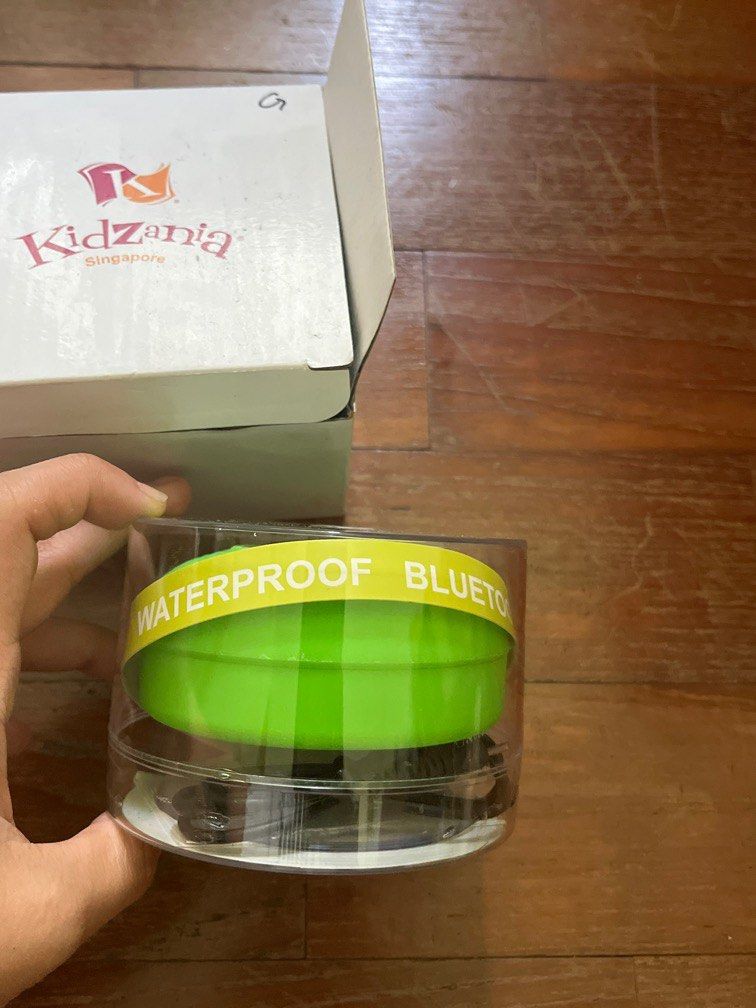 G
K
KidZania
Singapore
WATERPROOF BLUETO